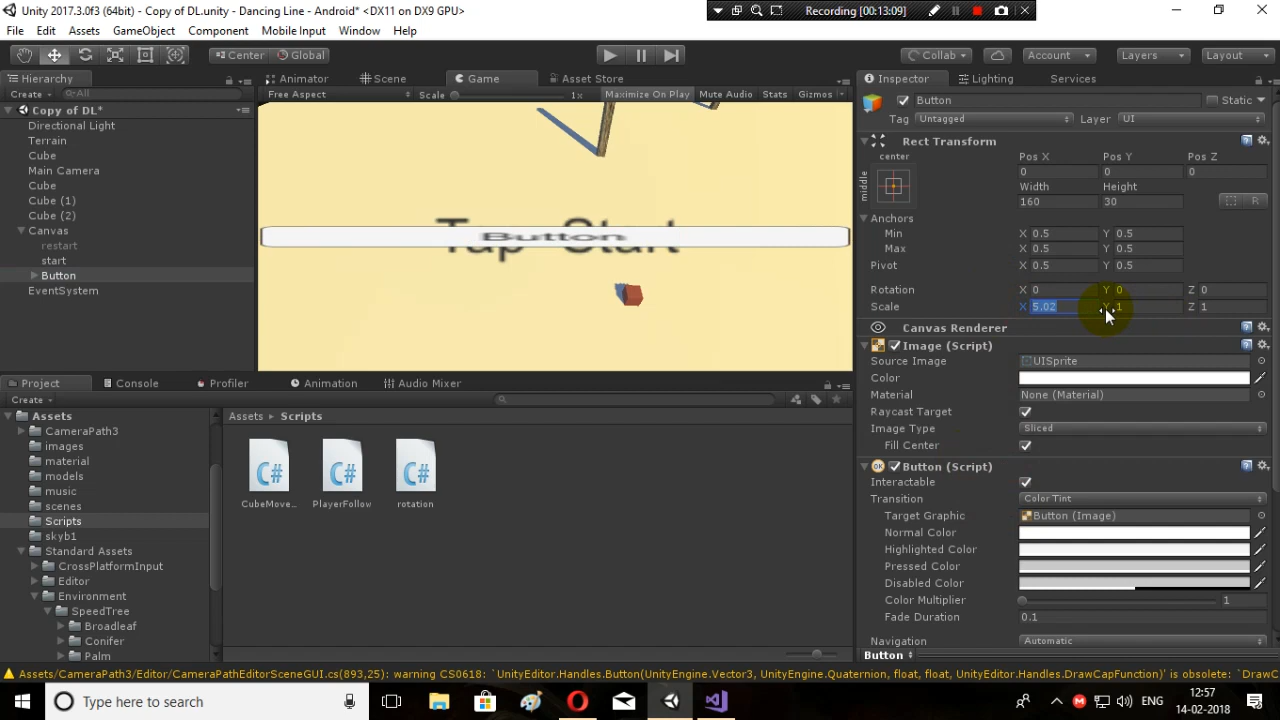 Unity 2017.3.0f3 (64bit) - Copy of DL.unity - Dancing Line - Android* <DX11 on DX9 GPU>
Recording [00:13:09]
File Edit Assets GameObject Component Mobile Input Window Help
Center Global
Collab Account Layers Layout
Hierarchy
Create All
Copy of DL*
Directional Light
Terrain
Cube
Main Camera
Cube
Cube (1)
Cube (2)
Canvas
restart
start
Button
EventSystem
Animator Scene Game Asset Store
Free Aspect Scale 1x Maximize On Play Mute Audio Stats Gizmos
Tap Start
Button
Inspector Lighting Services
Button Static
Tag Untagged Layer UI
Rect Transform
center Pos X Pos Y Pos Z
middle 0 0 0
Width Height
160 30
R
Anchors
Min X 0.5 Y 0.5
Max X 0.5 Y 0.5
Pivot X 0.5 Y 0.5
Rotation X 0 Y 0 Z 0
Scale X 5.02 Y 1 Z 1
Canvas Renderer
Image (Script)
Source Image UISprite
Color
Material None (Material)
Raycast Target
Image Type Sliced
Fill Center
OK Button (Script)
Interactable
Transition Color Tint
Target Graphic Button (Image)
Normal Color
Highlighted Color
Pressed Color
Disabled Color
Color Multiplier 1
Fade Duration 0.1
Navigation Automatic
Button
Project Console Profiler Animation Audio Mixer
Create
Assets
CameraPath3
images
material
models
music
scenes
Scripts
skyb1
Standard Assets
CrossPlatformInput
Editor
Environment
SpeedTree
Broadleaf
Conifer
Palm
Assets Scripts
C# C# C#
CubeMove... PlayerFollow rotation
Assets/CameraPath3/Editor/CameraPathEditorSceneGUI.cs(893,25): warning CS0618: `UnityEditor.Handles.Button(UnityEngine.Vector3, UnityEngine.Quaternion, float, float, UnityEditor.Handles.DrawCapFunction)' is obsolete: `DrawC
Type here to search
ENG
12:57
14-02-2018